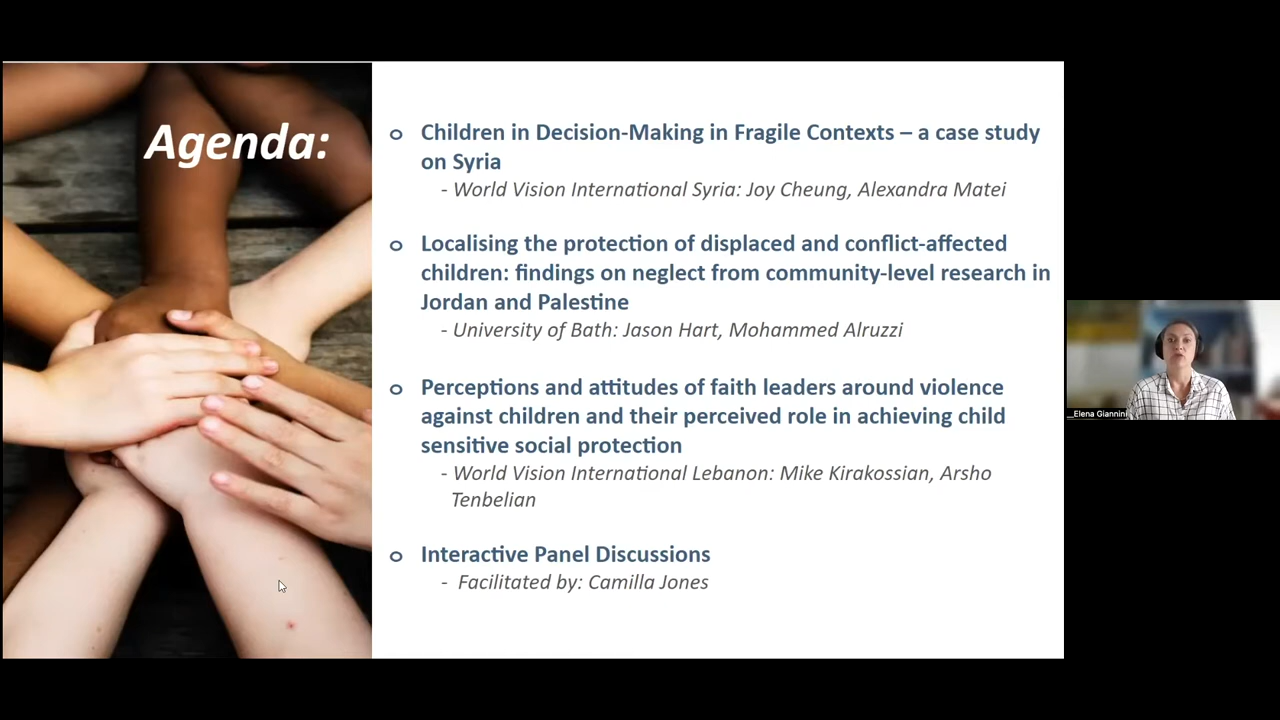 Agenda:
o Children in Decision-Making in Fragile Contexts – a case study
on Syria
- World Vision International Syria: Joy Cheung, Alexandra Matei
o Localising the protection of displaced and conflict-affected
children: findings on neglect from community-level research in
Jordan and Palestine
- University of Bath: Jason Hart, Mohammed Alruzzi
o Perceptions and attitudes of faith leaders around violence
against children and their perceived role in achieving child
sensitive social protection
- World Vision International Lebanon: Mike Kirakossian, Arsho
Tenbelian
o Interactive Panel Discussions
- Facilitated by: Camilla Jones
__Elena Giannini